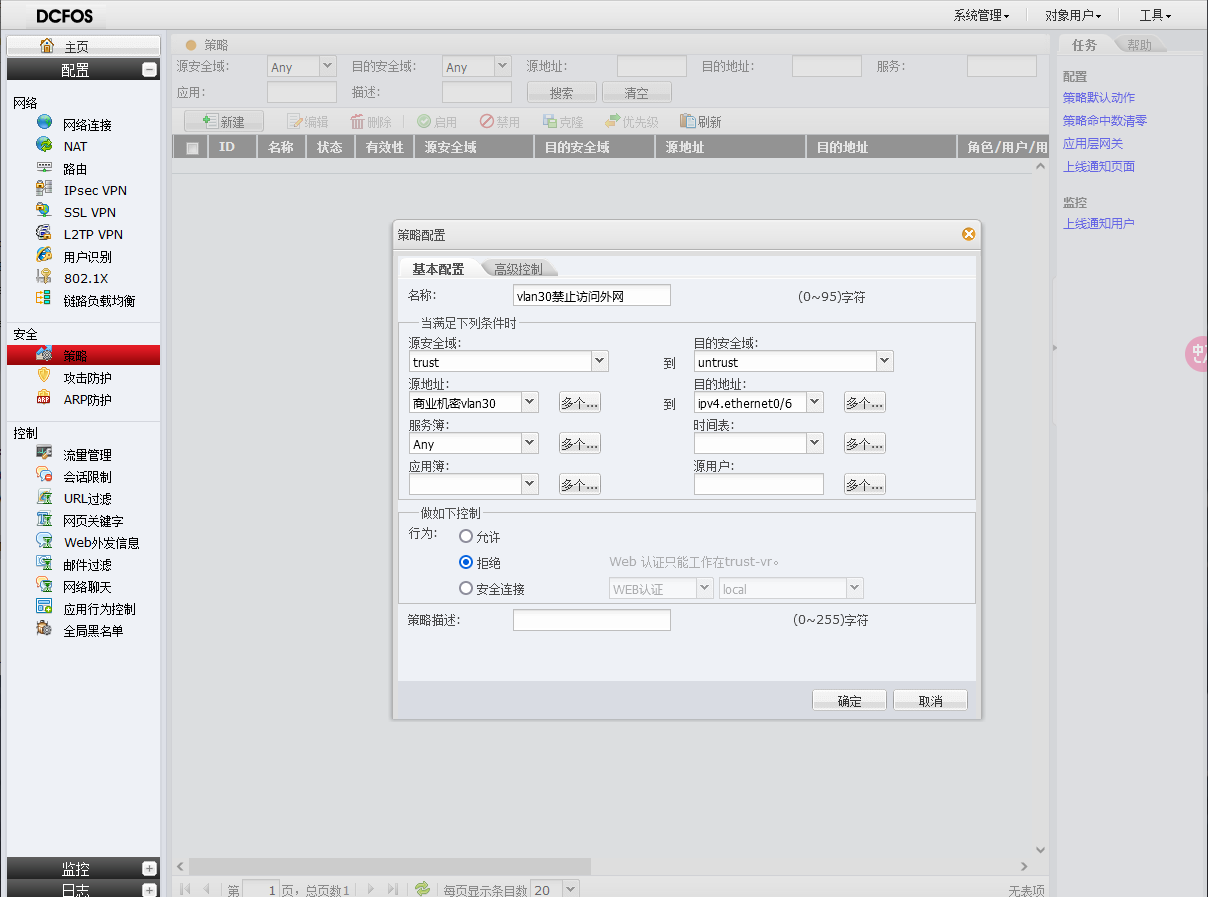 DCFOS
系统管理 对象用户 工具
主页
配置
网络
网络连接
NAT
路由
IPsec VPN
SSL VPN
L2TP VPN
用户识别
802.1X
链路负载均衡
安全
策略
攻击防护
ARP防护
控制
流量管理
会话限制
URL过滤
网页关键字
Web外发信息
邮件过滤
网络聊天
应用行为控制
全局黑名单
监控
日志
策略
源安全域: Any 目的安全域: Any 源地址: 目的地址: 服务:
应用: 描述: 搜索 清空
新建 编辑 删除 启用 禁用 克隆 优先级 刷新
ID 名称 状态 有效性 源安全域 目的安全域 源地址 目的地址 角色/用户/用
策略配置
基本配置 高级控制
名称: vlan30禁止访问外网 (0~95)字符
当满足下列条件时
源安全域: 目的安全域:
trust 到 untrust
源地址: 目的地址:
商业机密vlan30 多个... 到 ipv4.ethernet0/6 多个...
服务簿: 时间表:
Any 多个... 多个...
应用簿: 源用户:
多个... 多个...
做如下控制
行为: 允许
拒绝 Web 认证只能工作在trust-vr。
安全连接 WEB认证 local
策略描述: (0~255)字符
确定 取消
第 1 页，总页数1 每页显示条目数 20 无表项
任务 帮助
配置
策略默认动作
策略命中数清零
应用层网关
上线通知页面
监控
上线通知用户